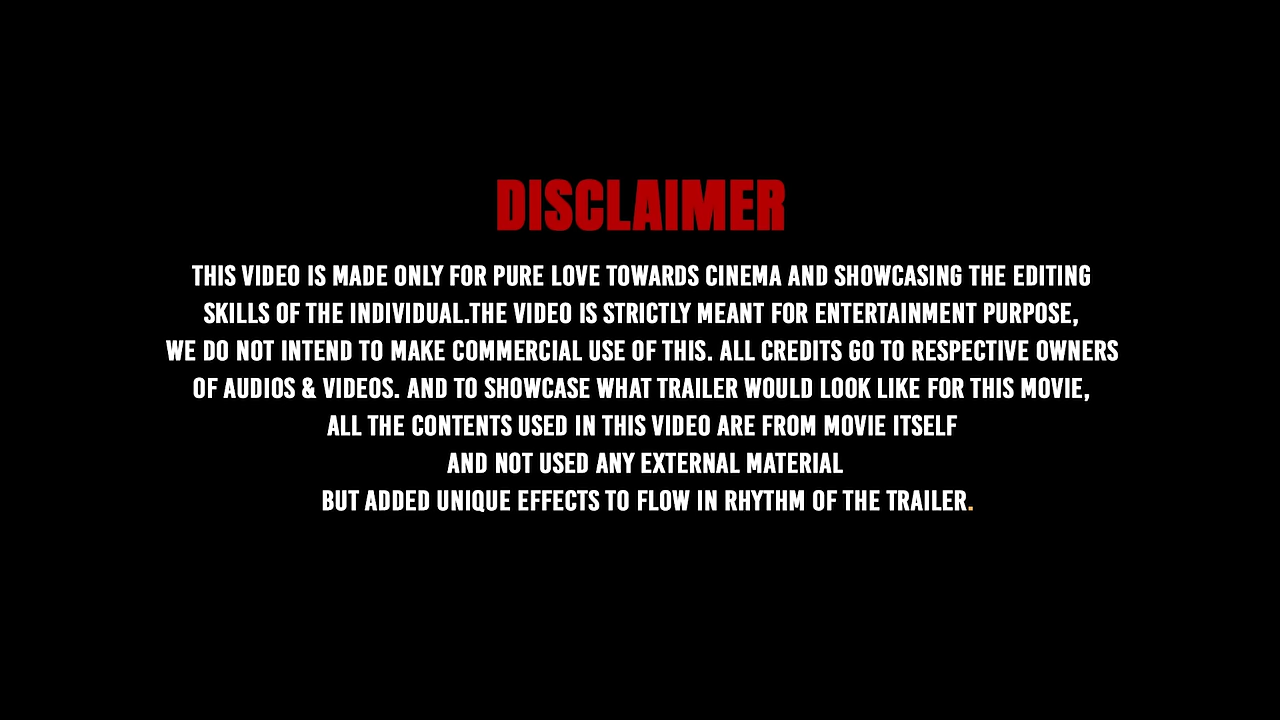 DISCLAIMER
THIS VIDEO IS MADE ONLY FOR PURE LOVE TOWARDS CINEMA AND SHOWCASING THE EDITING
SKILLS OF THE INDIVIDUAL.THE VIDEO IS STRICTLY MEANT FOR ENTERTAINMENT PURPOSE,
WE DO NOT INTEND TO MAKE COMMERCIAL USE OF THIS. ALL CREDITS GO TO RESPECTIVE OWNERS
OF AUDIOS & VIDEOS. AND TO SHOWCASE WHAT TRAILER WOULD LOOK LIKE FOR THIS MOVIE,
ALL THE CONTENTS USED IN THIS VIDEO ARE FROM MOVIE ITSELF
AND NOT USED ANY EXTERNAL MATERIAL
BUT ADDED UNIQUE EFFECTS TO FLOW IN RHYTHM OF THE TRAILER.